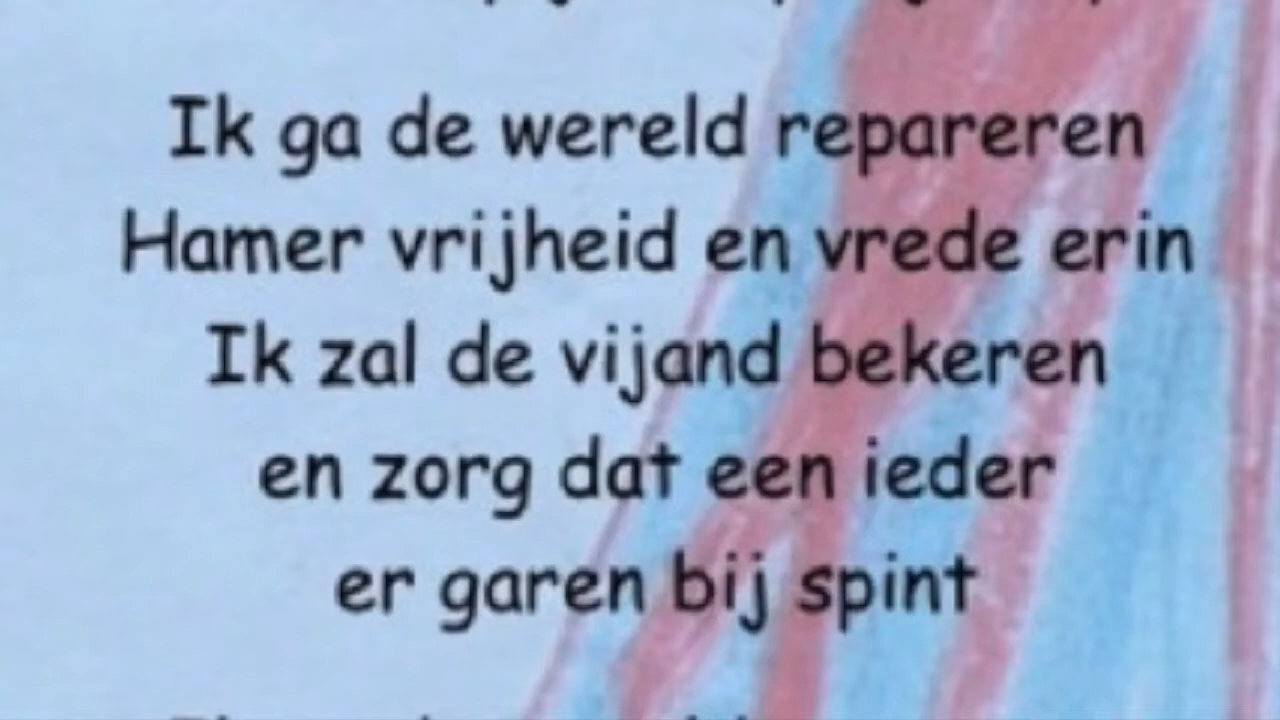 Ik ga de wereld repareren
Hamer vrijheid en vrede erin
Ik zal de vijand bekeren
en zorg dat een ieder
er garen bij spint